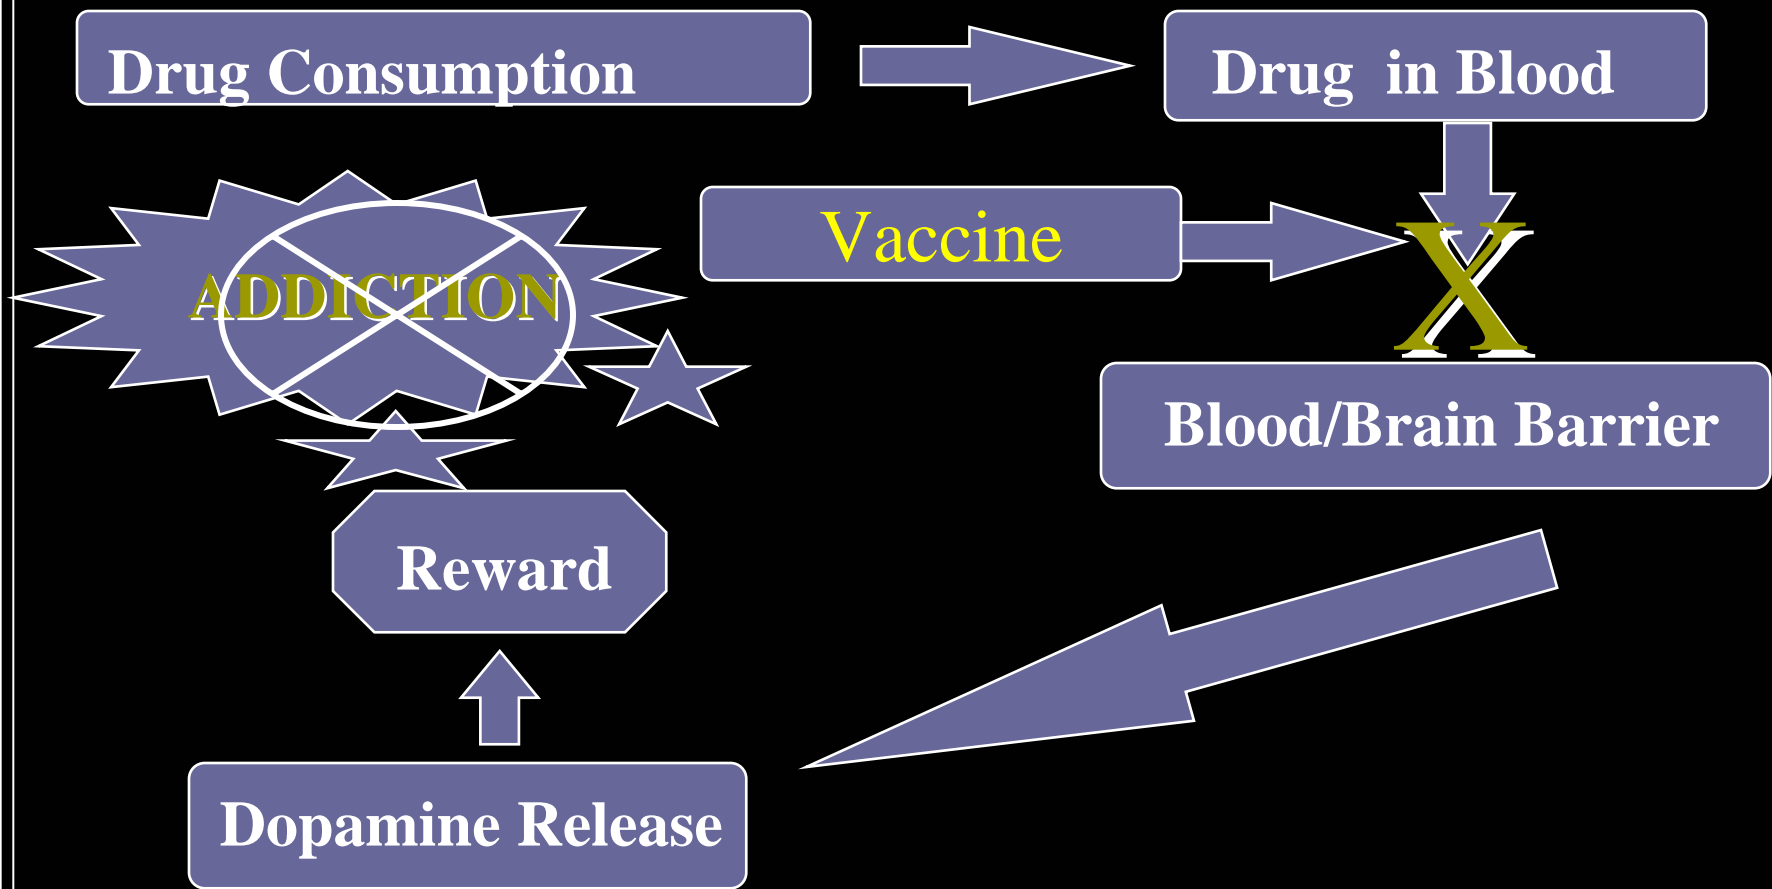 Drug Consumption
Drug in Blood
Vaccine
ADDICTION
X
Blood/Brain Barrier
Reward
Dopamine Release